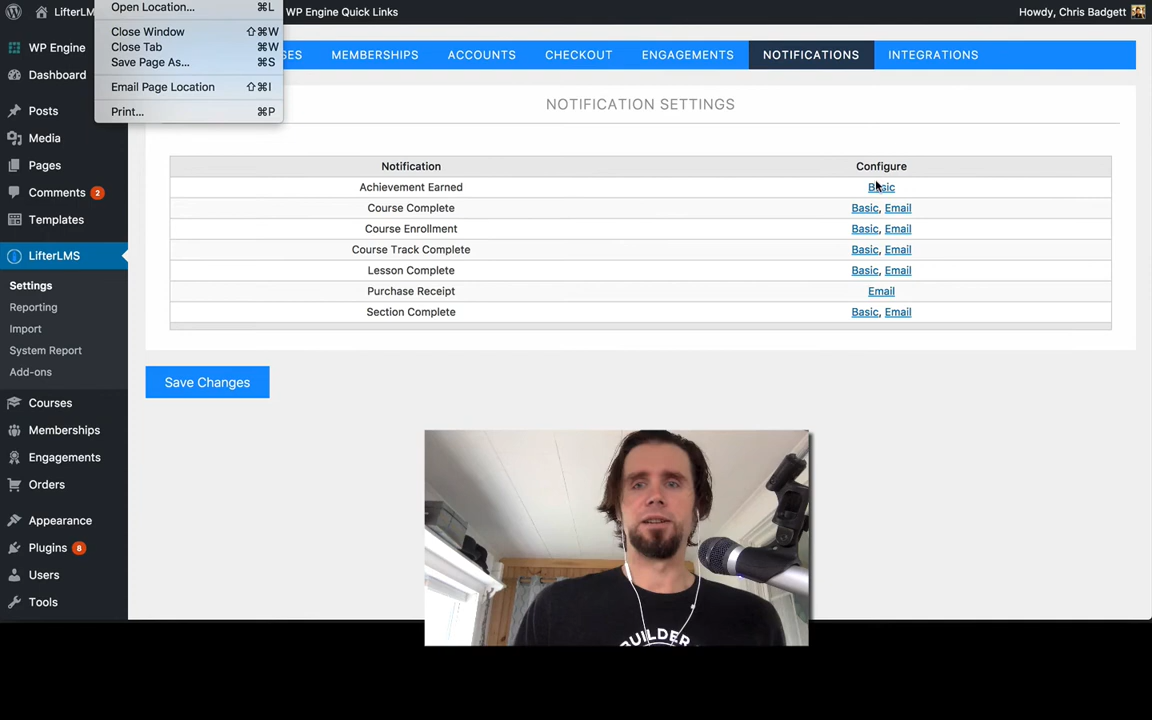 Open Location... ⌘L
LifterLM
WP Engine Quick Links
Howdy, Chris Badgett
Close Window ⇧⌘W
Close Tab ⌘W
Save Page As... ⌘S
Email Page Location ⇧⌘I
Print... ⌘P
GES
MEMBERSHIPS
ACCOUNTS
CHECKOUT
ENGAGEMENTS
NOTIFICATIONS
INTEGRATIONS
WP Engine
Dashboard
Posts
Media
Pages
Comments 2
Templates
LifterLMS
Settings
Reporting
Import
System Report
Add-ons
Courses
Memberships
Engagements
Orders
Appearance
Plugins 8
Users
Tools
NOTIFICATION SETTINGS
Notification Configure
Achievement Earned Basic
Course Complete Basic, Email
Course Enrollment Basic, Email
Course Track Complete Basic, Email
Lesson Complete Basic, Email
Purchase Receipt Email
Section Complete Basic, Email
Save Changes
BUILDER